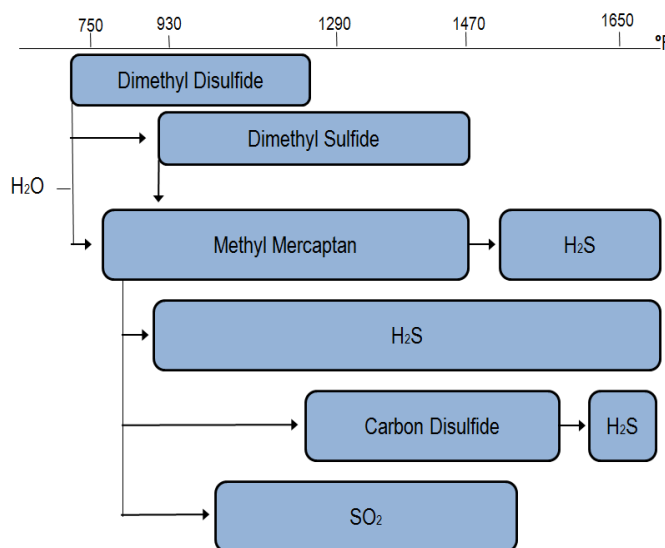 750 930 1290 1470 1650
°F
Dimethyl Disulfide
Dimethyl Sulfide
H₂O
Methyl Mercaptan
H₂S
H₂S
Carbon Disulfide
H₂S
SO₂